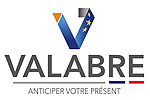 VALABRE
ANTICIPER VOTRE PRÉSENT